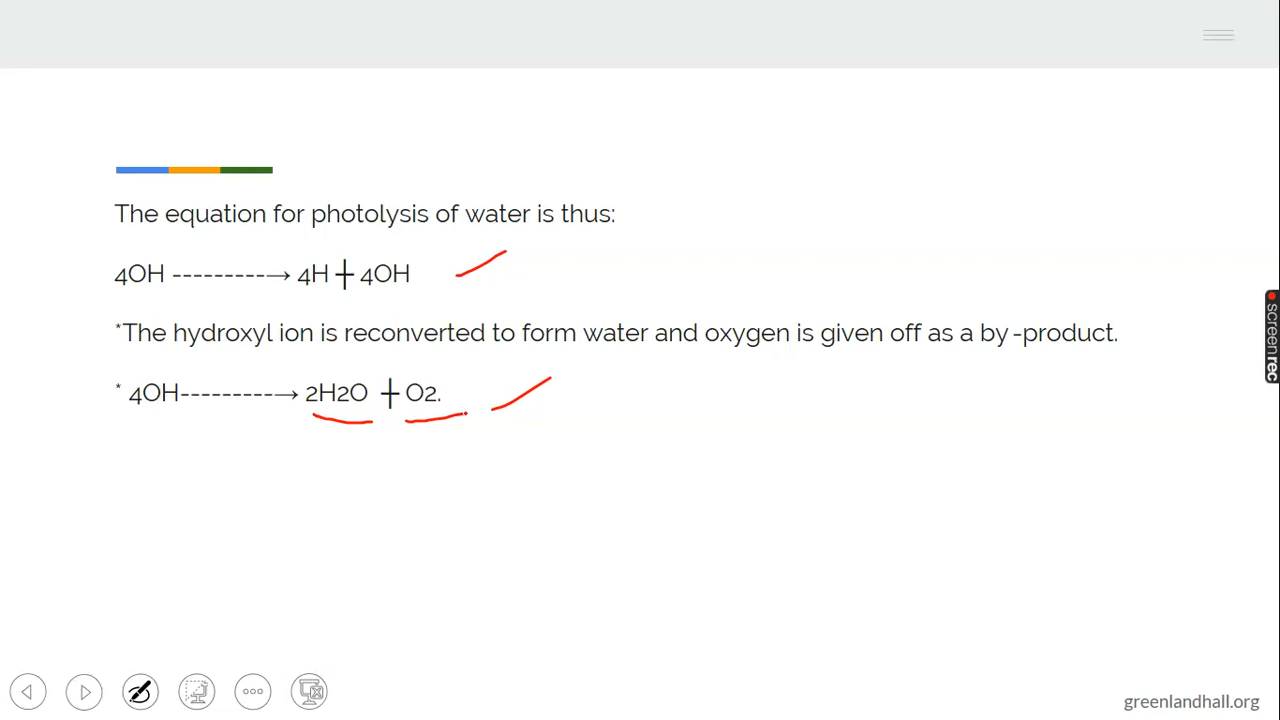 The equation for photolysis of water is thus:
4OH ----------→ 4H + 4OH
*The hydroxyl ion is reconverted to form water and oxygen is given off as a by -product.
* 4OH----------→ 2H2O + O2.
screenrec
greenlandhall.org